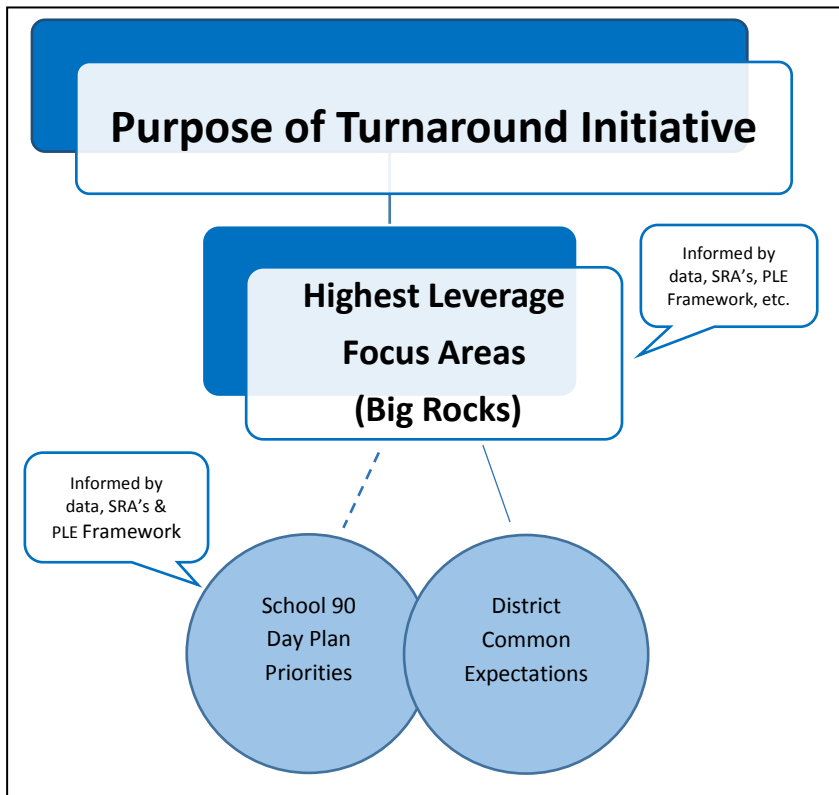 Purpose of Turnaround Initiative
Highest Leverage
Focus Areas
(Big Rocks)
Informed by
data, SRA's, PLE
Framework, etc.
Informed by
data, SRA's &
PLE Framework
School 90
Day Plan
Priorities
District
Common
Expectations